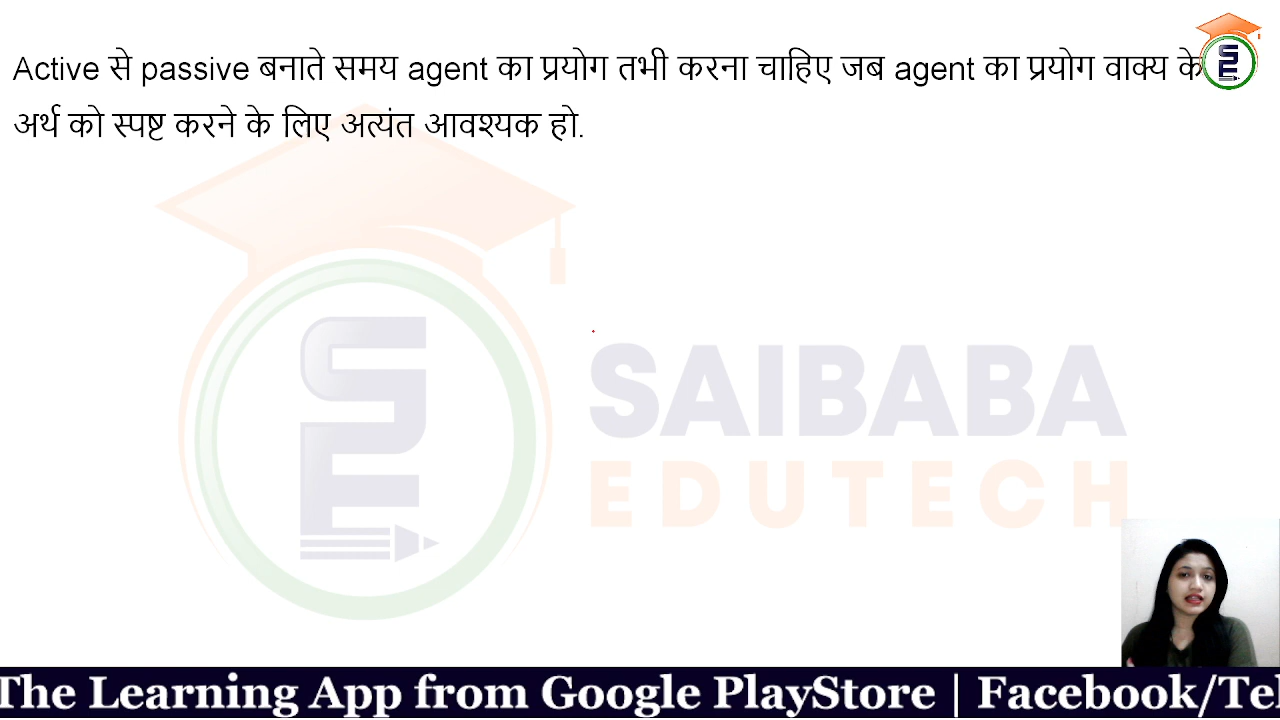 Active से passive बनाते समय agent का प्रयोग तभी करना चाहिए जब agent का प्रयोग वाक्य के
अर्थ को स्पष्ट करने के लिए अत्यंत आवश्यक हो.
SAIBABA
EDUTECH
The Learning App from Google PlayStore | Facebook/Tel